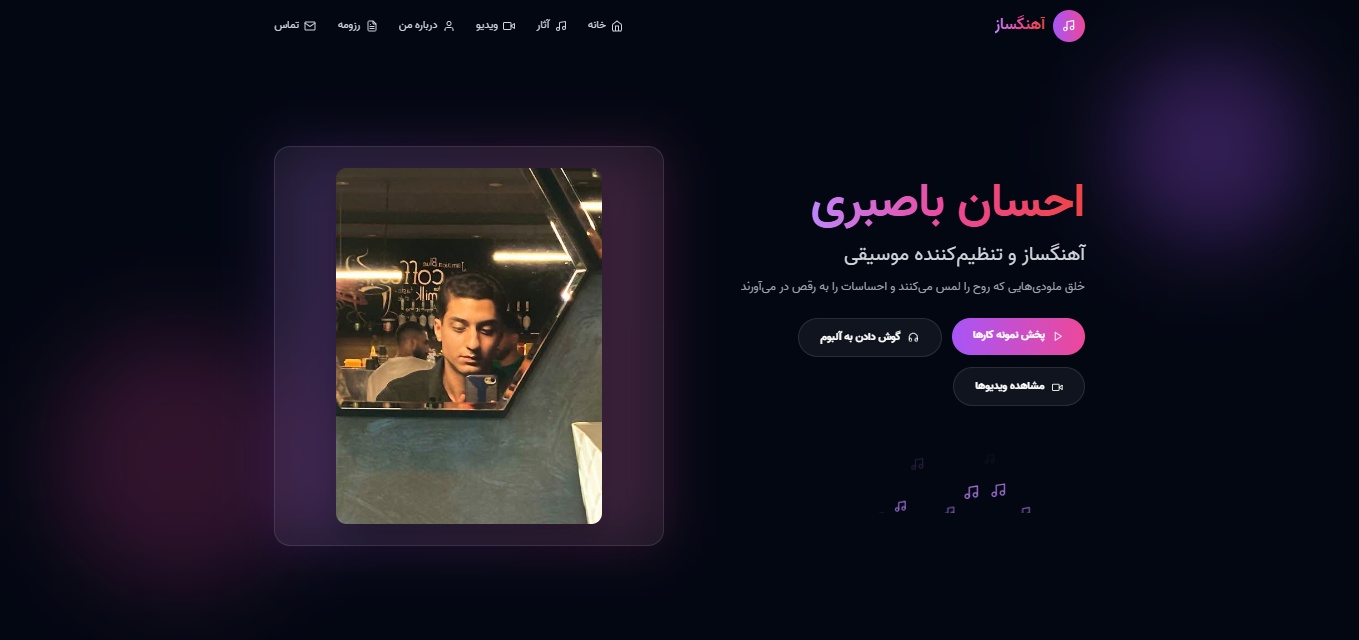 آهنگساز
خانه آثار ویدیو درباره من رزومه تماس
احسان باصبری
آهنگساز و تنظیم‌کننده موسیقی
خلق ملودی‌هایی که روح را لمس می‌کنند و احساسات را به رقص در می‌آورند
پخش نمونه کارها گوش دادن به آلبوم
مشاهده ویدیوها
coffee
milk